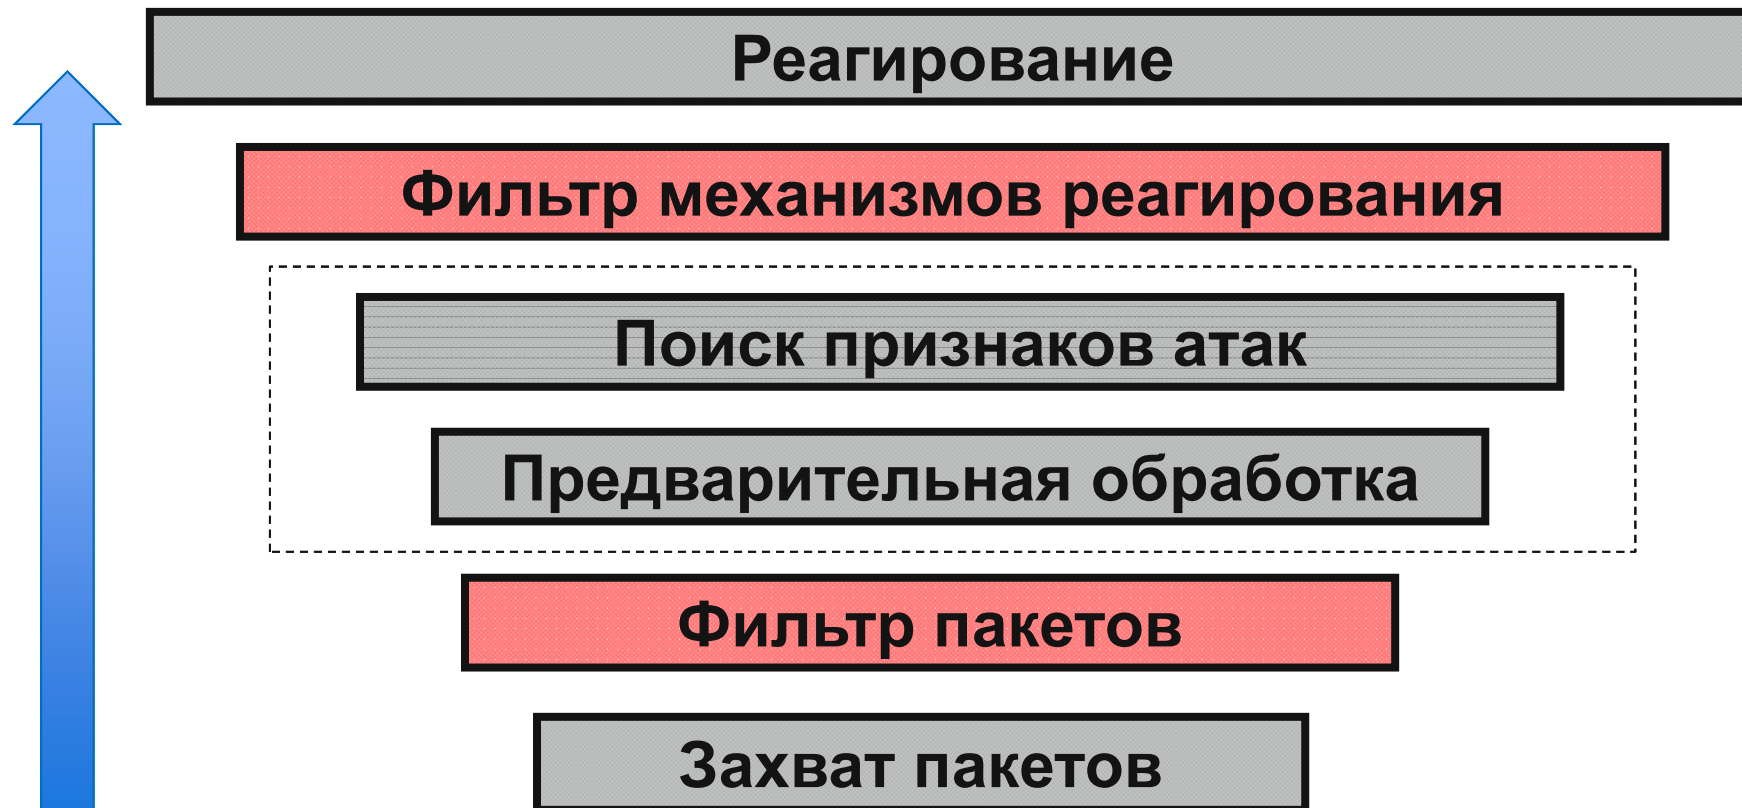 Реагирование
Фильтр механизмов реагирования
Поиск признаков атак
Предварительная обработка
Фильтр пакетов
Захват пакетов